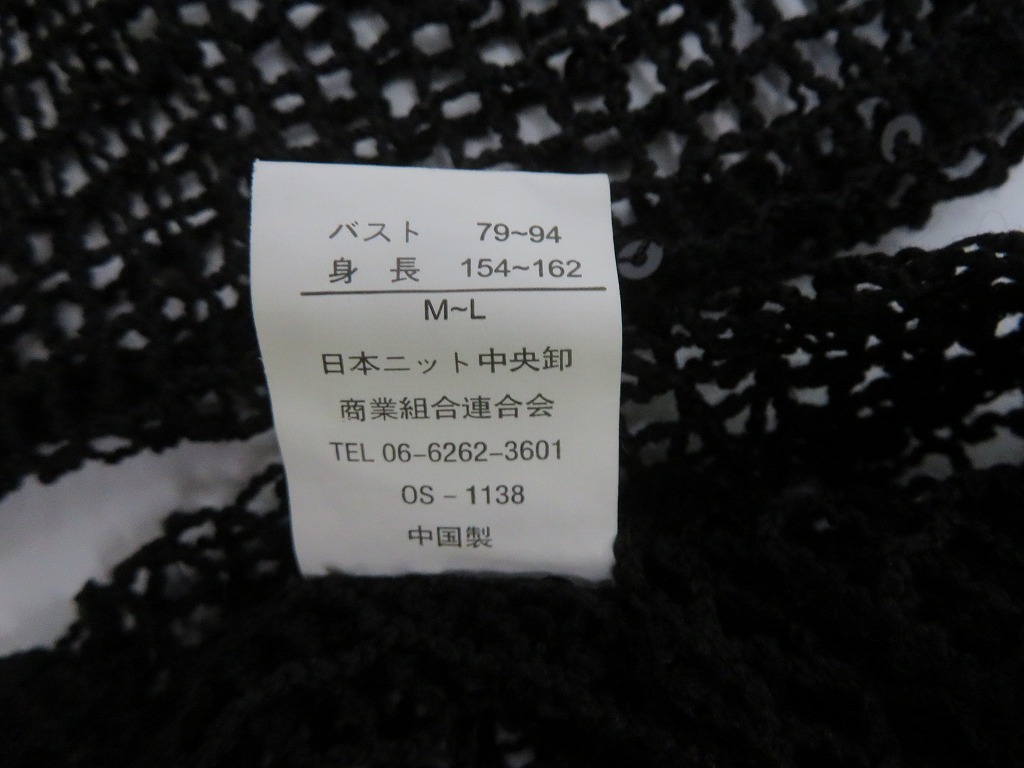 バスト 79~94
身 長 154~162
M~L
日本ニット中央卸
商業組合連合会
TEL 06-6262-3601
OS-1138
中国製